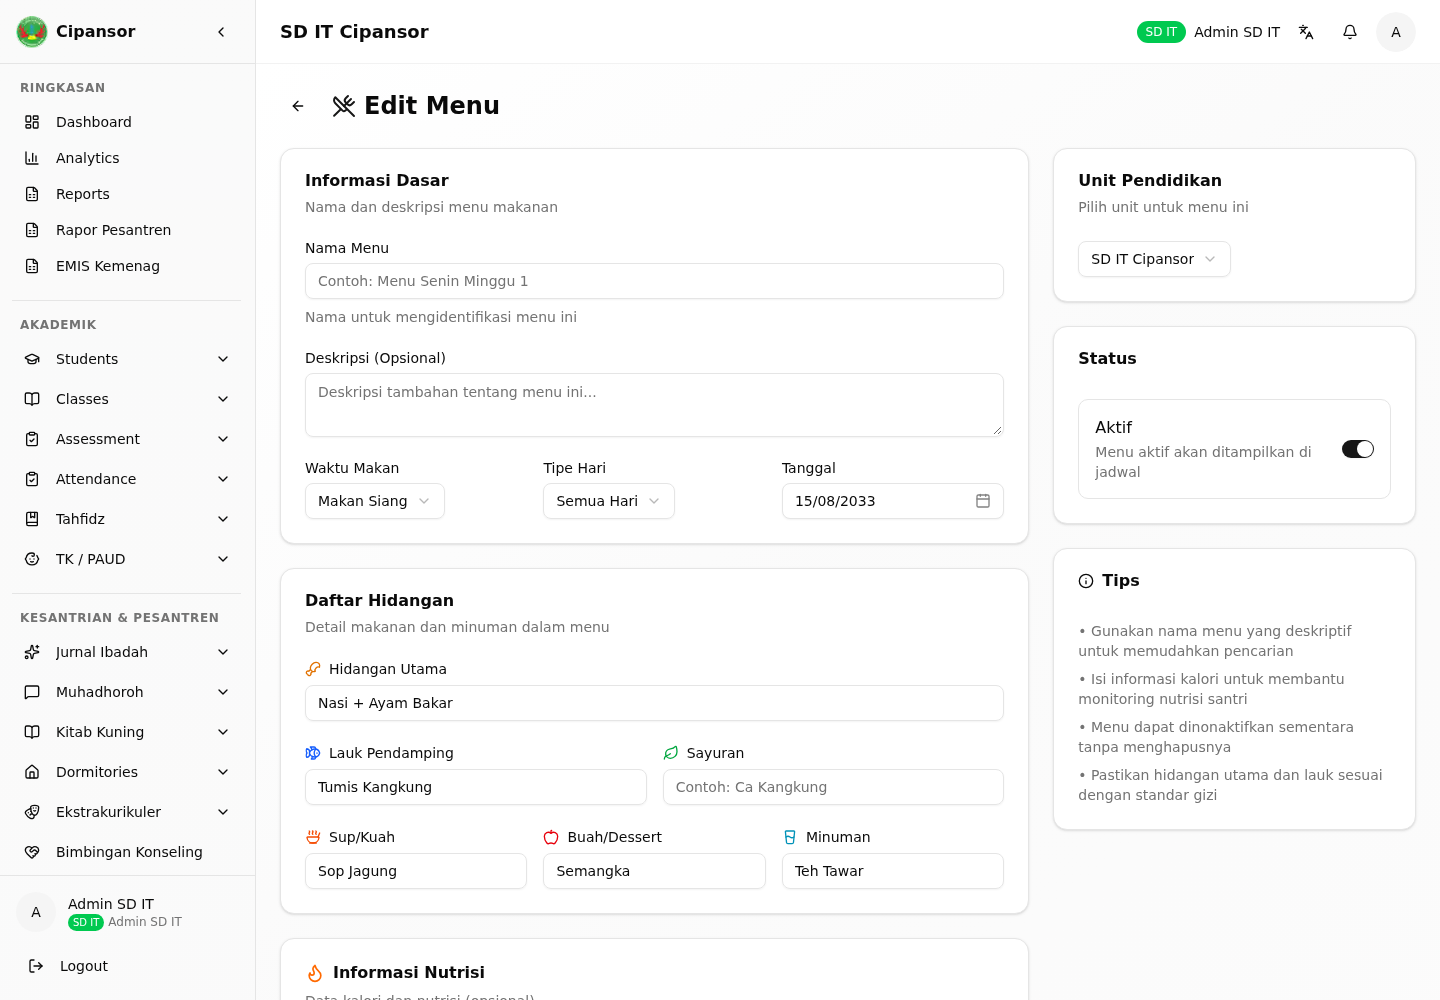 Cipansor
SD IT Cipansor
SD IT
Admin SD IT
A
RINGKASAN
Dashboard
Analytics
Reports
Rapor Pesantren
EMIS Kemenag
AKADEMIK
Students
Classes
Assessment
Attendance
Tahfidz
TK / PAUD
KESANTRIAN & PESANTREN
Jurnal Ibadah
Muhadhoroh
Kitab Kuning
Dormitories
Ekstrakurikuler
Bimbingan Konseling
A
Admin SD IT
SD IT Admin SD IT
Logout
Edit Menu
Informasi Dasar
Nama dan deskripsi menu makanan
Nama Menu
Contoh: Menu Senin Minggu 1
Nama untuk mengidentifikasi menu ini
Deskripsi (Opsional)
Deskripsi tambahan tentang menu ini...
Waktu Makan
Tipe Hari
Tanggal
Makan Siang
Semua Hari
15/08/2033
Daftar Hidangan
Detail makanan dan minuman dalam menu
Hidangan Utama
Nasi + Ayam Bakar
Lauk Pendamping
Sayuran
Tumis Kangkung
Contoh: Ca Kangkung
Sup/Kuah
Buah/Dessert
Minuman
Sop Jagung
Semangka
Teh Tawar
Informasi Nutrisi
Data kalori dan nutrisi (opsional)
Unit Pendidikan
Pilih unit untuk menu ini
SD IT Cipansor
Status
Aktif
Menu aktif akan ditampilkan di
jadwal
Tips
• Gunakan nama menu yang deskriptif
untuk memudahkan pencarian
• Isi informasi kalori untuk membantu
monitoring nutrisi santri
• Menu dapat dinonaktifkan sementara
tanpa menghapusnya
• Pastikan hidangan utama dan lauk sesuai
dengan standar gizi